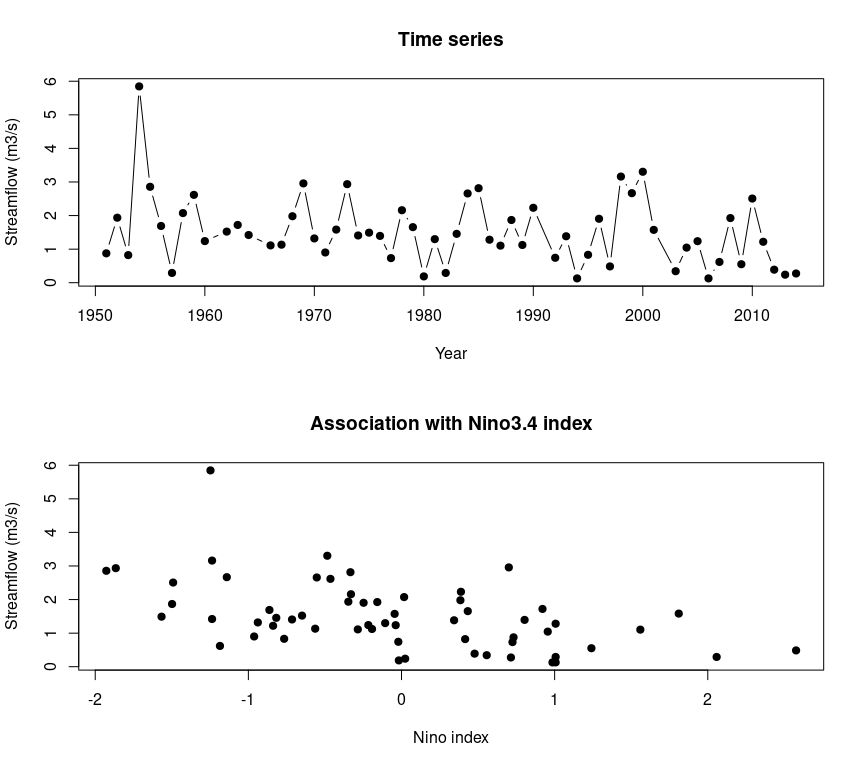 Time series
Streamflow (m3/s)
6
5
4
3
2
1
0
1950 1960 1970 1980 1990 2000 2010
Year
Association with Nino3.4 index
Streamflow (m3/s)
6
5
4
3
2
1
0
-2 -1 0 1 2
Nino index